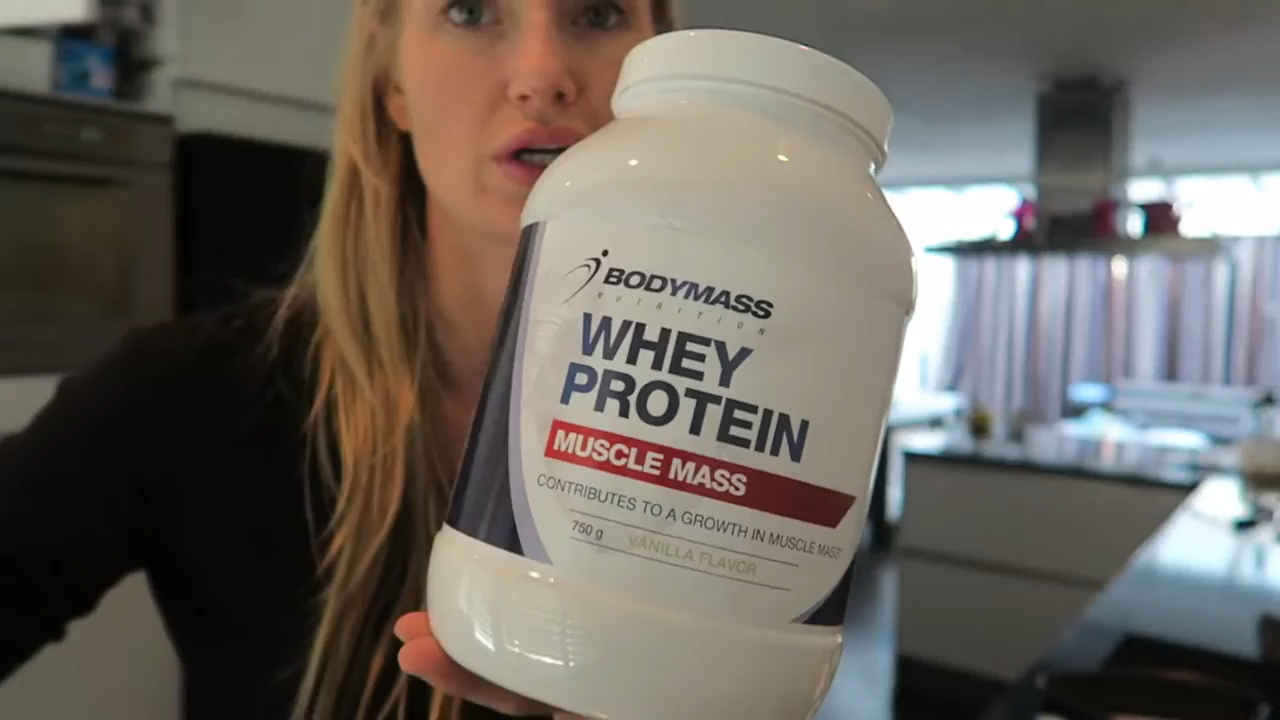 BODYMASS
NUTRITION
WHEY
PROTEIN
MUSCLE MASS
CONTRIBUTES TO A GROWTH IN MUSCLE MASS
750 g VANILLA FLAVOR